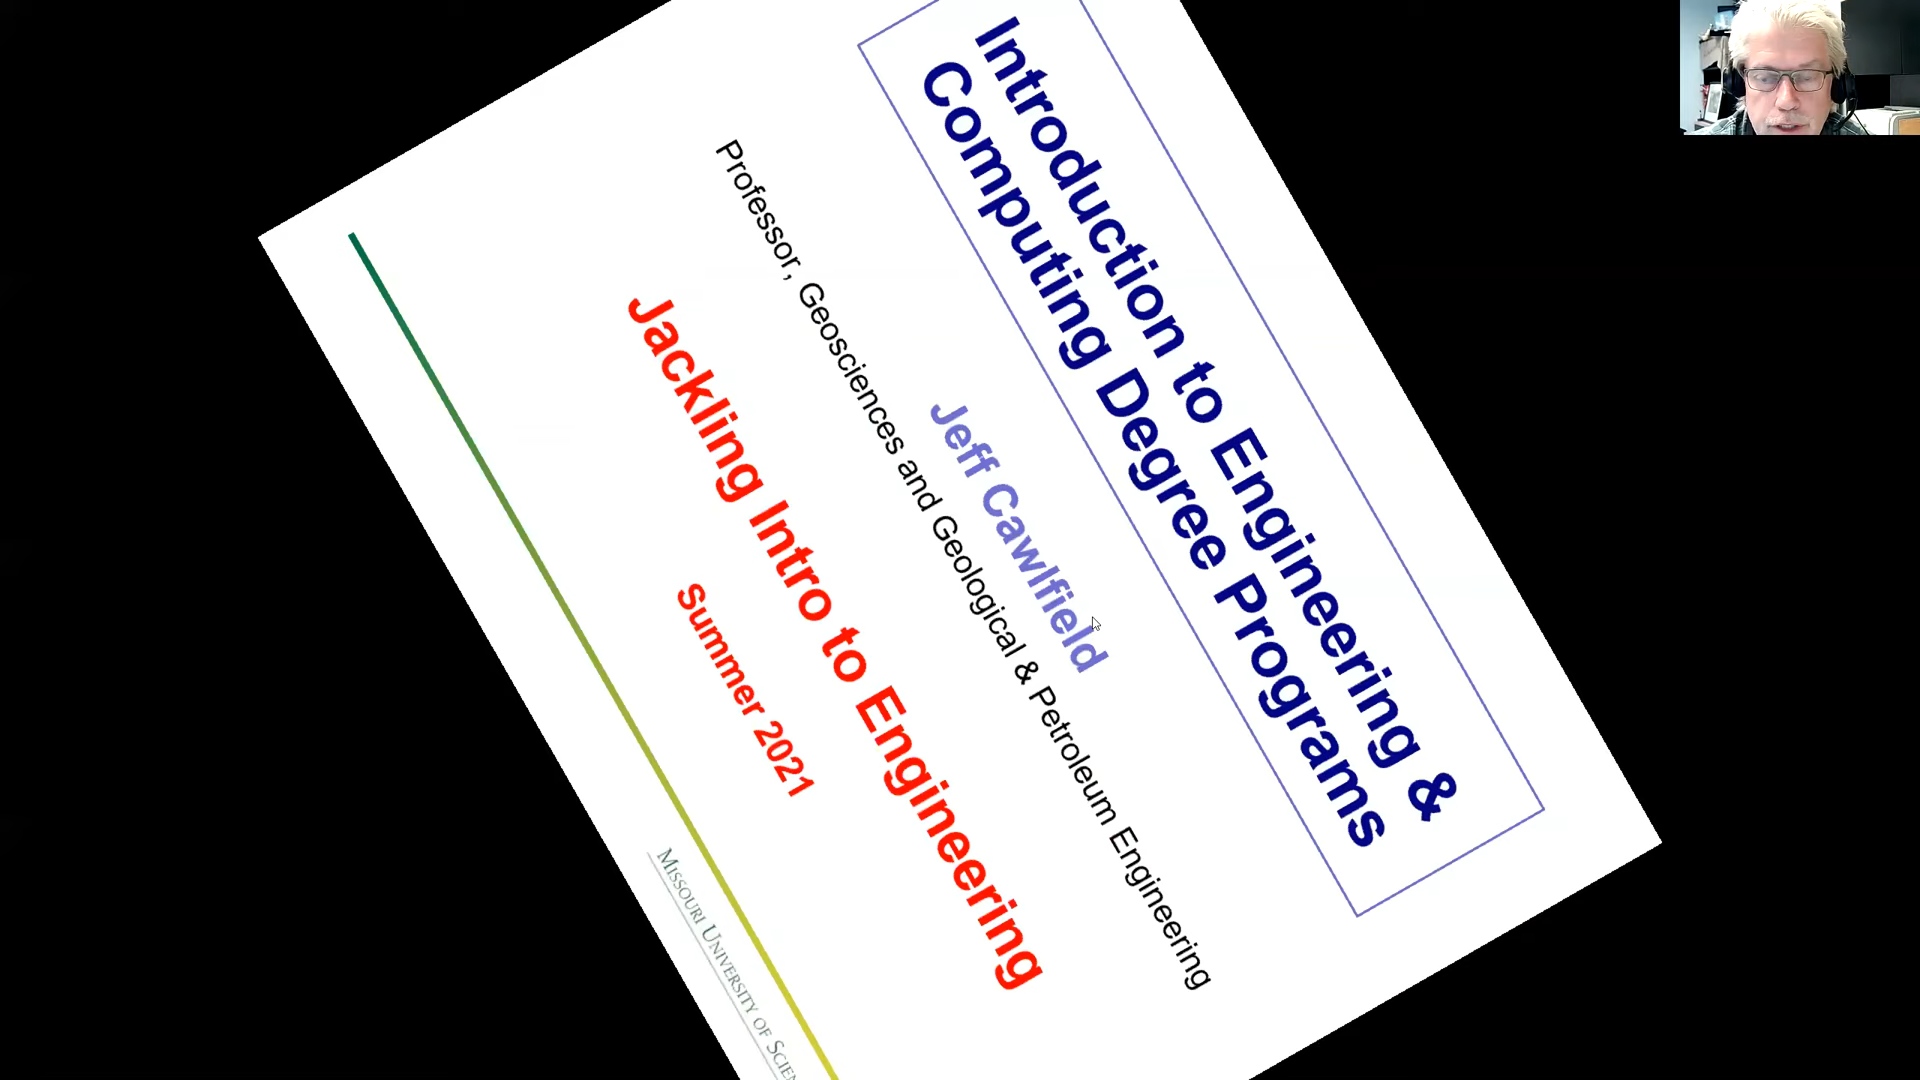 Introduction to Engineering &
Computing Degree Programs
Jeff Cawlfield
Professor, Geosciences and Geological & Petroleum Engineering
Jackling Intro to Engineering
Summer 2021
MISSOURI UNIVERSITY OF